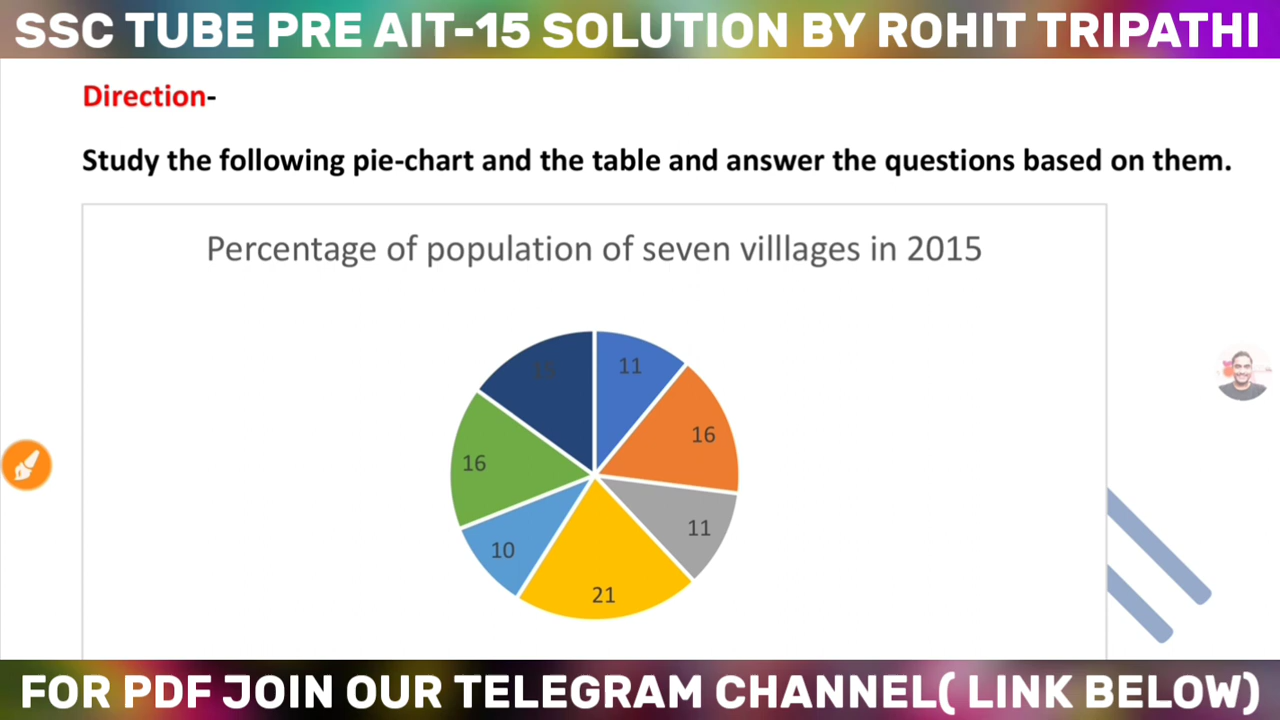 SSC TUBE PRE AIT-15 SOLUTION BY ROHIT TRIPATHI
Direction-
Study the following pie-chart and the table and answer the questions based on them.
Percentage of population of seven villlages in 2015
15
11
16
16
11
10
21
FOR PDF JOIN OUR TELEGRAM CHANNEL( LINK BELOW)